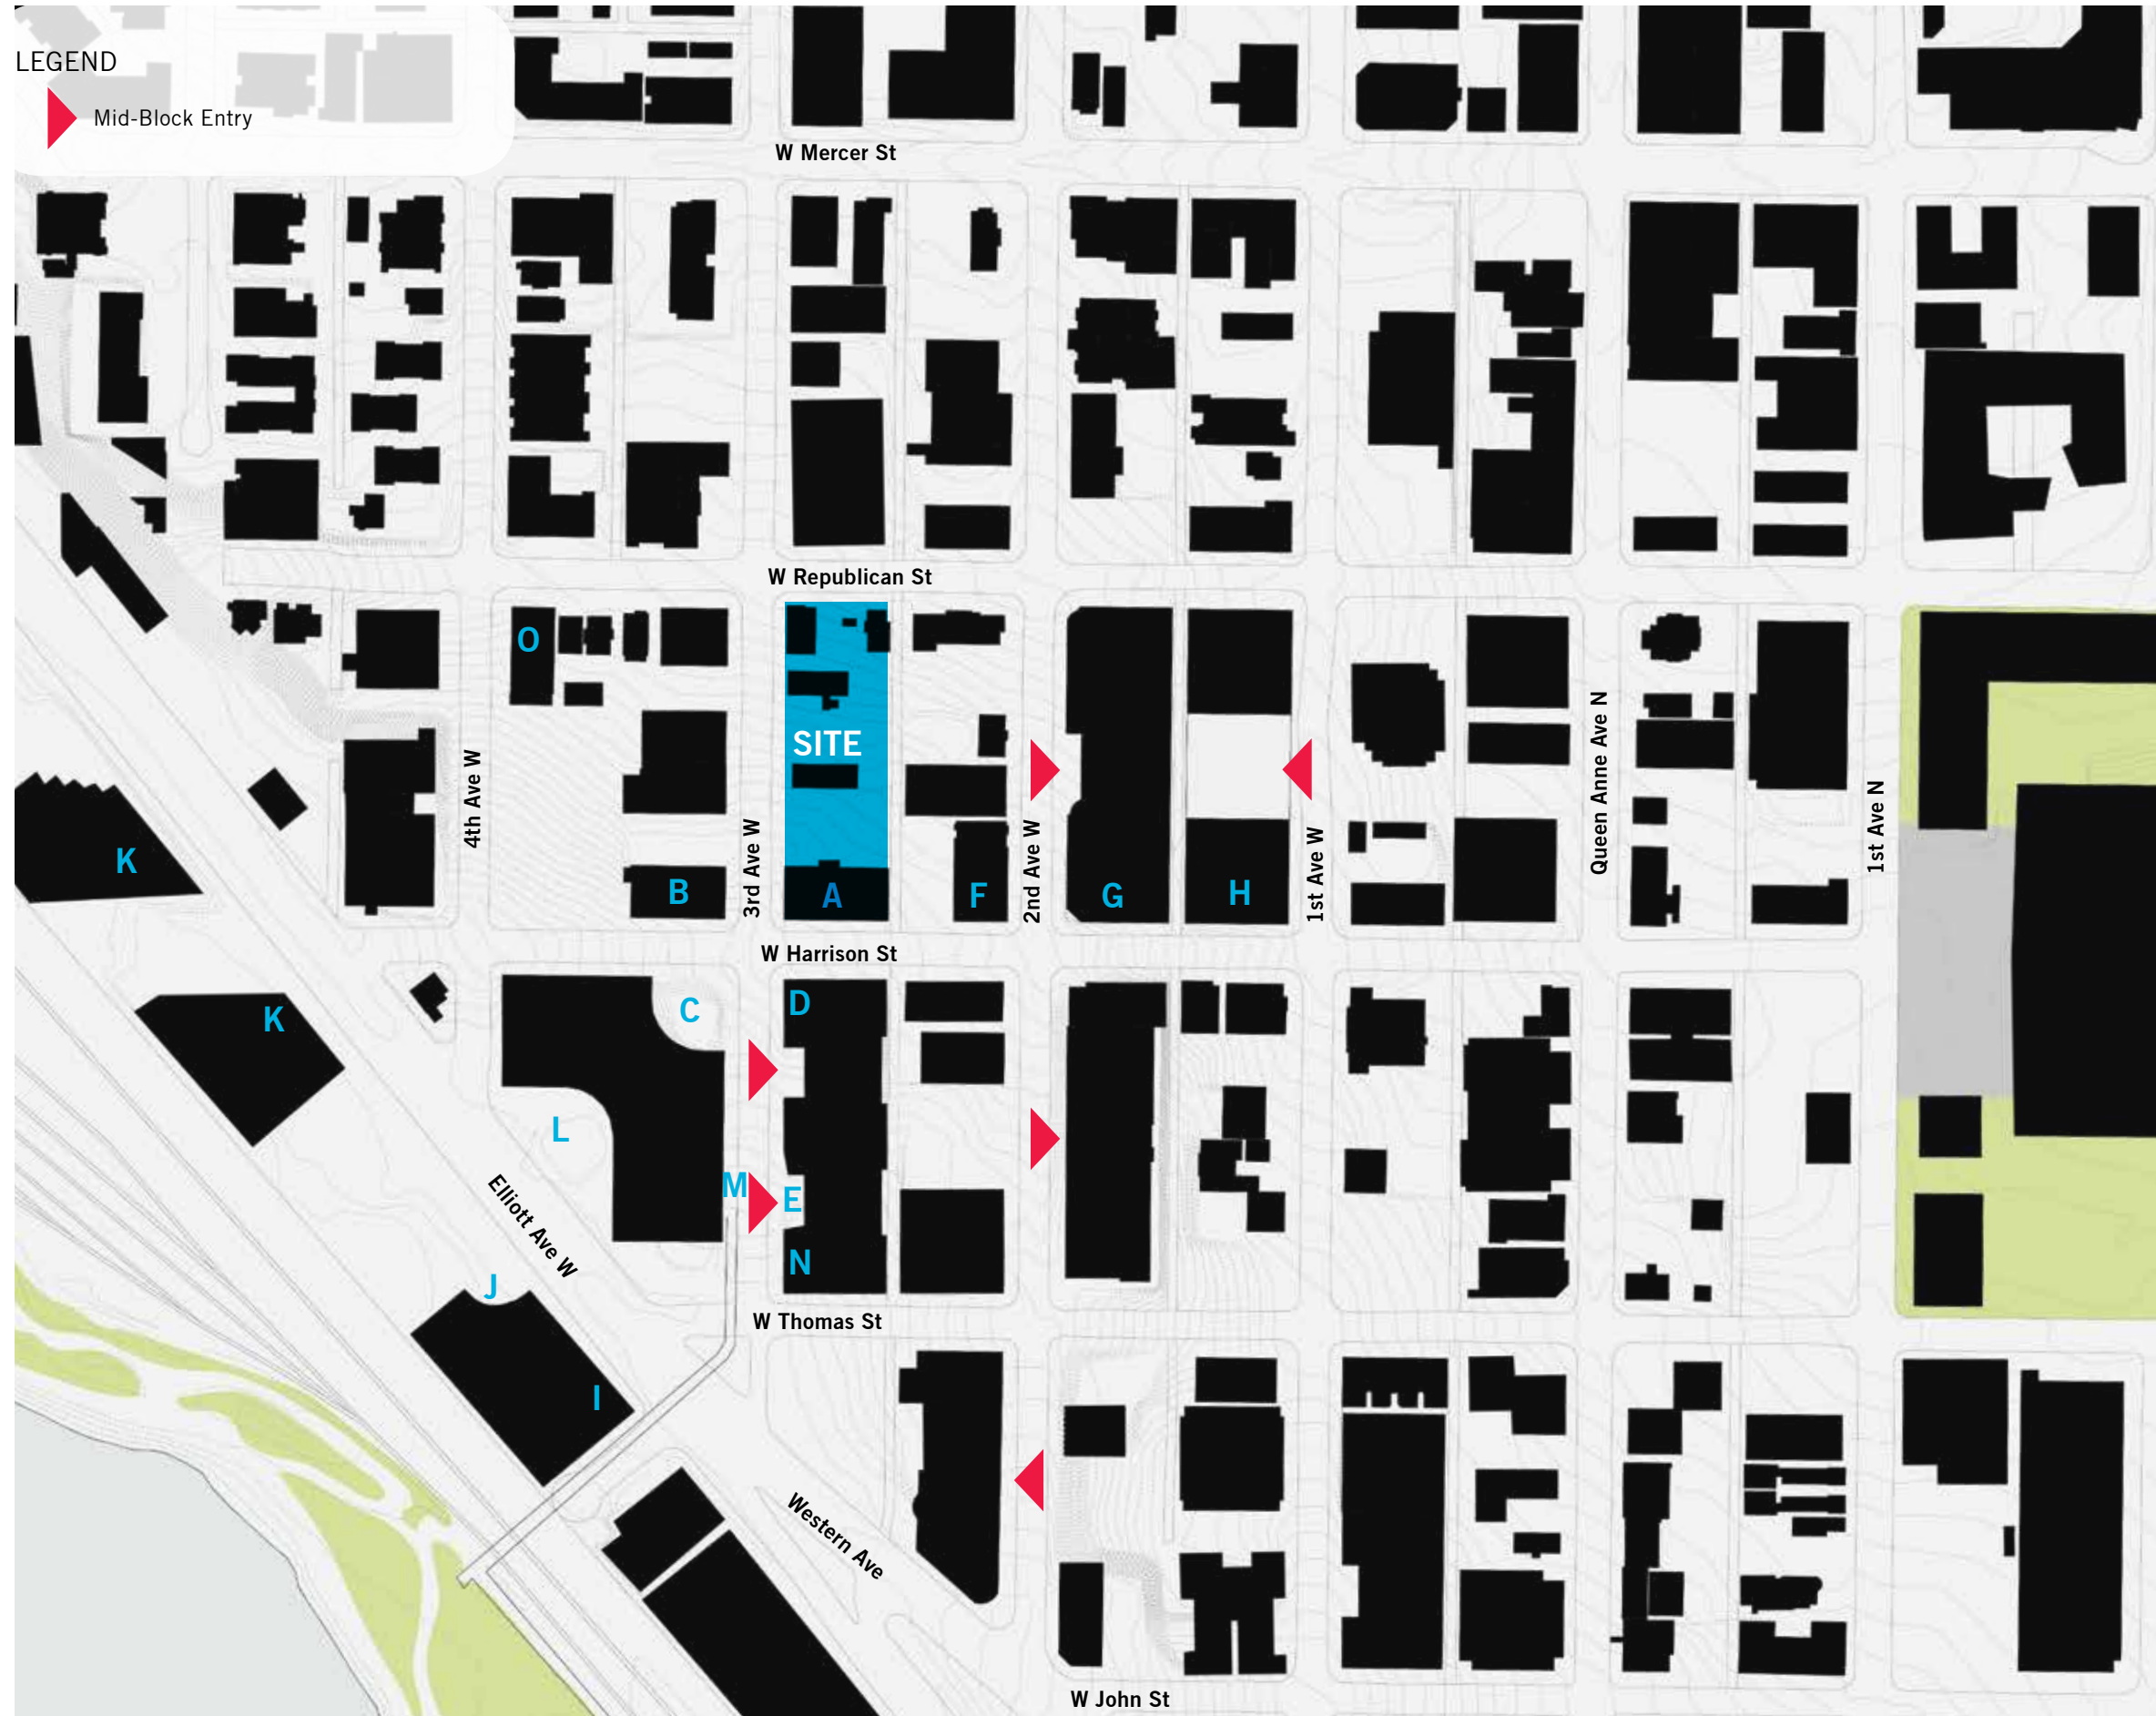 LEGEND
Mid-Block Entry
W Mercer St
W Republican St
O
SITE
4th Ave W
3rd Ave W
2nd Ave W
1st Ave W
Queen Anne Ave N
1st Ave N
K
B
A
F
G
H
W Harrison St
K
C
D
L
M
E
N
Elliott Ave W
J
W Thomas St
I
Western Ave
W John St